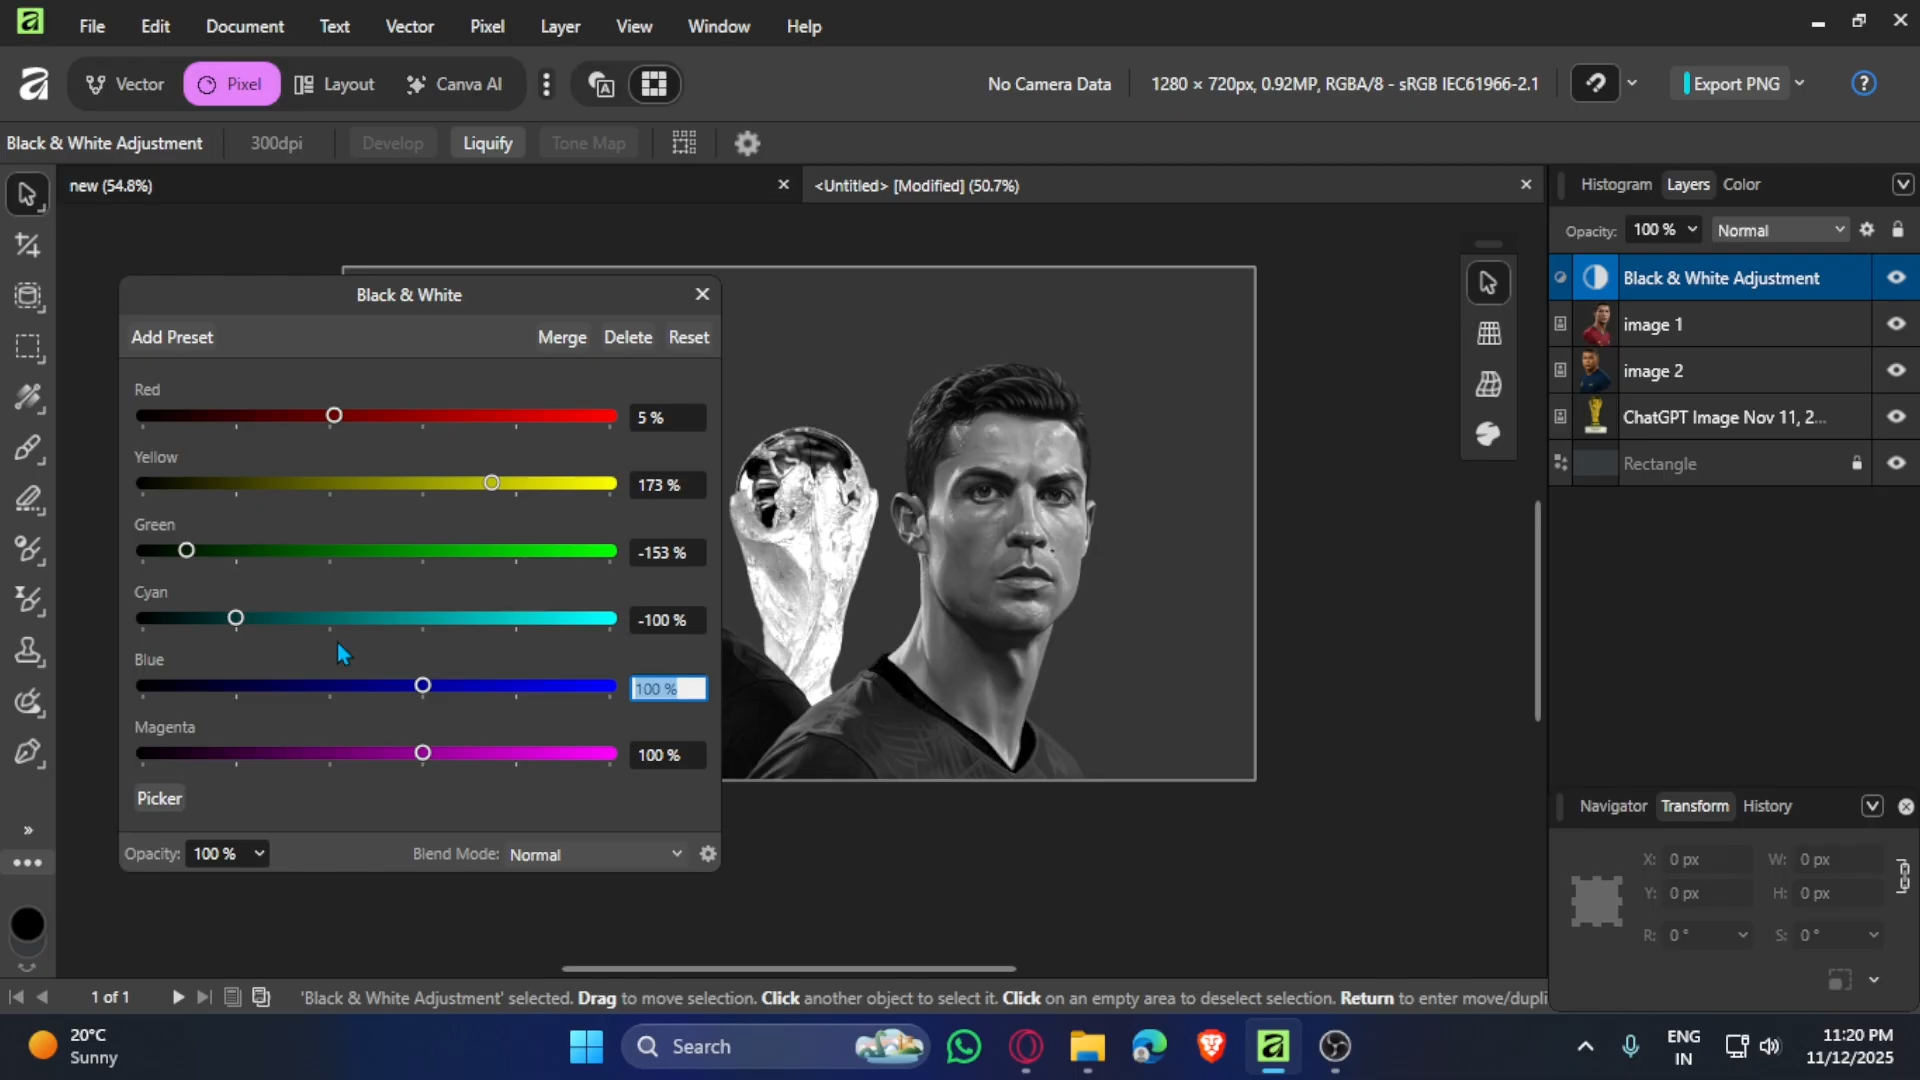 File Edit Document Text Vector Pixel Layer View Window Help
Vector Pixel Layout Canva AI No Camera Data 1280 × 720px, 0.92MP, RGBA/8 - sRGB IEC61966-2.1 Export PNG
Black & White Adjustment 300dpi Develop Liquify Tone Map
new (54.8%) <Untitled> [Modified] (50.7%)
Histogram Layers Color
Opacity: 100 % Normal
Black & White Adjustment
image 1
image 2
ChatGPT Image Nov 11, 2...
Rectangle
Black & White
Add Preset Merge Delete Reset
Red
5 %
Yellow
173 %
Green
-153 %
Cyan
-100 %
Blue
100 %
Magenta
100 %
Picker
Opacity: 100 % Blend Mode: Normal
Navigator Transform History
X: 0 px W: 0 px
Y: 0 px H: 0 px
R: 0 ° S: 0 °
1 of 1 'Black & White Adjustment' selected. Drag to move selection. Click another object to select it. Click on an empty area to deselect selection. Return to enter move/dupli
20°C
Sunny
Search
ENG
IN
11:20 PM
11/12/2025